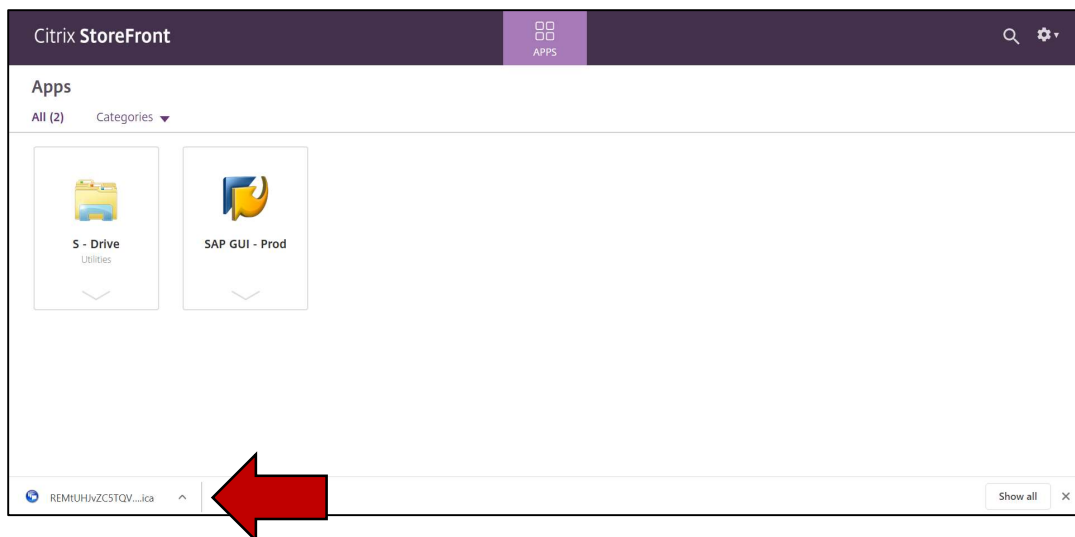 Citrix StoreFront
APPS
Apps
All (2) Categories
S - Drive
Utilities
SAP GUI - Prod
REMtUHJvZC5TQV....ica
Show all